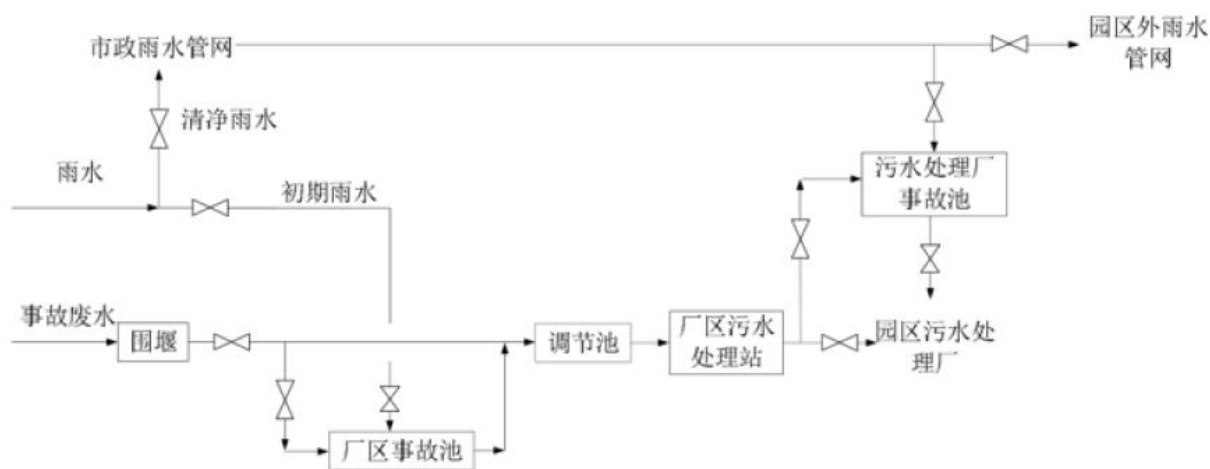 市政雨水管网
园区外雨水
管网
清净雨水
雨水
初期雨水
污水处理厂
事故池
事故废水
围堰
调节池
厂区污水
处理站
园区污水处
理厂
厂区事故池